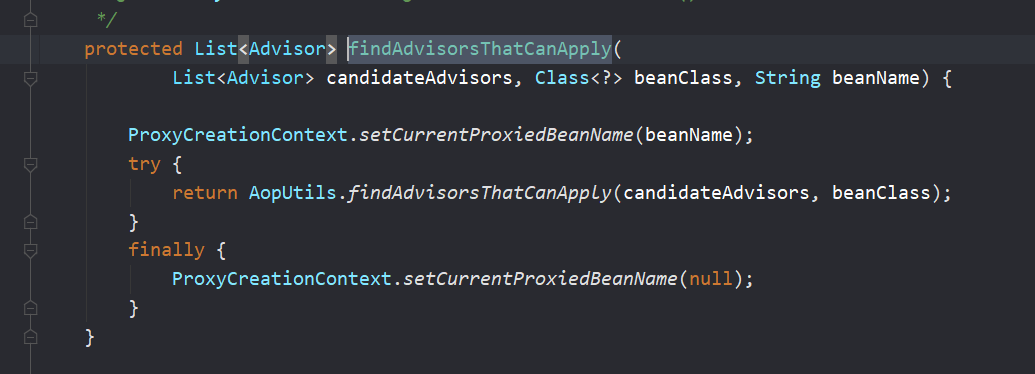 */
protected List<Advisor> findAdvisorsThatCanApply(
List<Advisor> candidateAdvisors, Class<?> beanClass, String beanName) {
ProxyCreationContext.setCurrentProxiedBeanName(beanName);
try {
return AopUtils.findAdvisorsThatCanApply(candidateAdvisors, beanClass);
}
finally {
ProxyCreationContext.setCurrentProxiedBeanName(null);
}
}